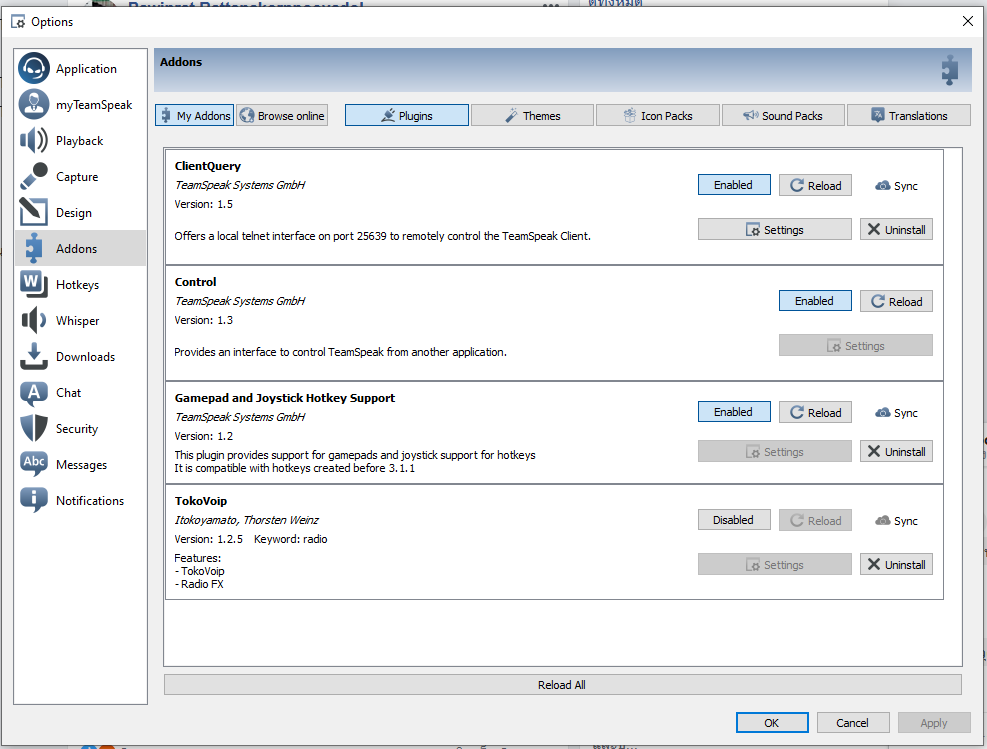 Options
Application
myTeamSpeak
Playback
Capture
Design
Addons
Hotkeys
Whisper
Downloads
Chat
Security
Messages
Notifications
Addons
My Addons
Browse online
Plugins
Themes
Icon Packs
Sound Packs
Translations
ClientQuery
TeamSpeak Systems GmbH
Version: 1.5
Offers a local telnet interface on port 25639 to remotely control the TeamSpeak Client.
Enabled
Reload
Sync
Settings
Uninstall
Control
TeamSpeak Systems GmbH
Version: 1.3
Provides an interface to control TeamSpeak from another application.
Enabled
Reload
Settings
Gamepad and Joystick Hotkey Support
TeamSpeak Systems GmbH
Version: 1.2
This plugin provides support for gamepads and joystick support for hotkeys
It is compatible with hotkeys created before 3.1.1
Enabled
Reload
Sync
Settings
Uninstall
TokoVoip
Itokoyamato, Thorsten Weinz
Version: 1.2.5 Keyword: radio
Features:
- TokoVoip
- Radio FX
Disabled
Reload
Sync
Settings
Uninstall
Reload All
OK
Cancel
Apply